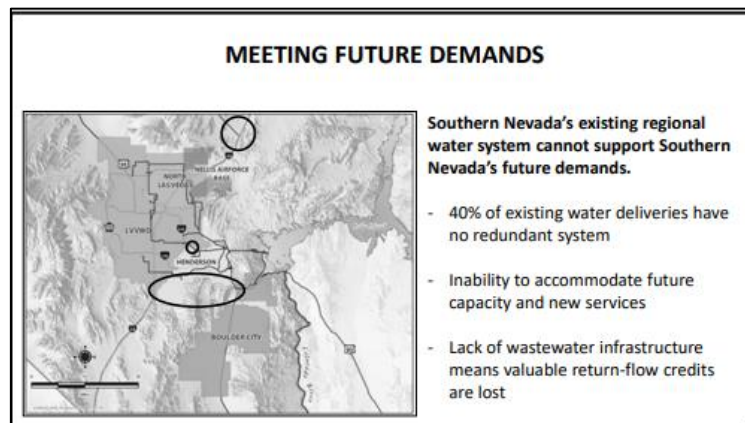 MEETING FUTURE DEMANDS
Southern Nevada's existing regional
water system cannot support Southern
Nevada's future demands.
- 40% of existing water deliveries have
no redundant system
- Inability to accommodate future
capacity and new services
- Lack of wastewater infrastructure
means valuable return-flow credits
are lost
NORTH
LAS VEGAS
NELLIS AIRFORCE
BASE
LVVWD
HENDERSON
BOULDER CITY